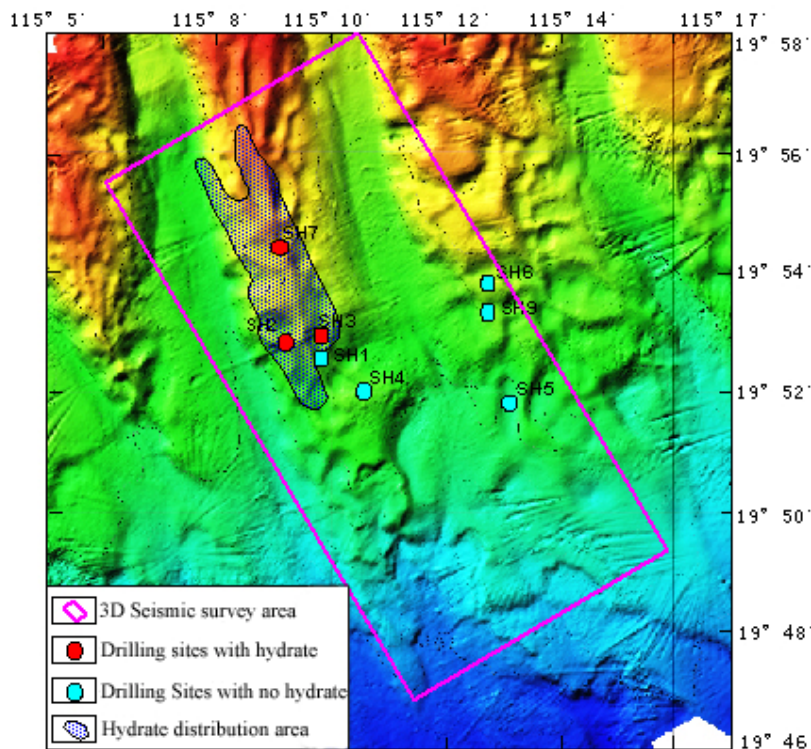 115° 5′ 115° 8′ 115° 10′ 115° 12′ 115° 14′ 115° 17′
19° 58′
19° 56′
SH7
19° 54′
SH6
SH9
SH3
SH1
19° 52′
SH4
SH5
19° 50′
19° 48′
19° 46′
3D Seismic survey area
Drilling sites with hydrate
Drilling Sites with no hydrate
Hydrate distribution area